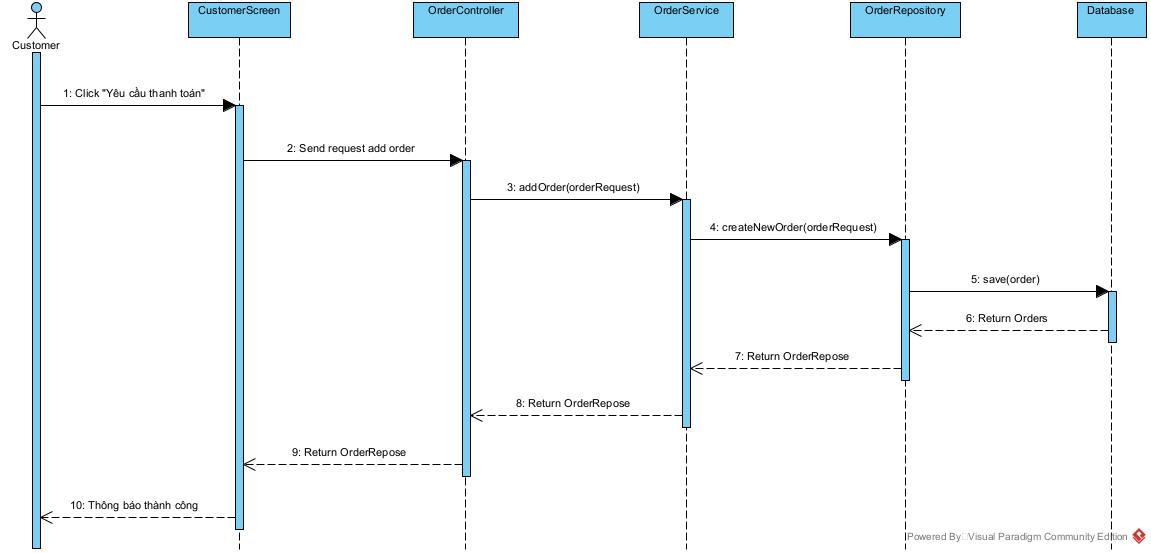 CustomerScreen
OrderController
OrderService
OrderRepository
Database
Customer
1: Click "Yêu cầu thanh toán"
2: Send request add order
3: addOrder(orderRequest)
4: createNewOrder(orderRequest)
5: save(order)
6: Return Orders
7: Return OrderRepose
8: Return OrderRepose
9: Return OrderRepose
10: Thông báo thành công
Powered By Visual Paradigm Community Edition